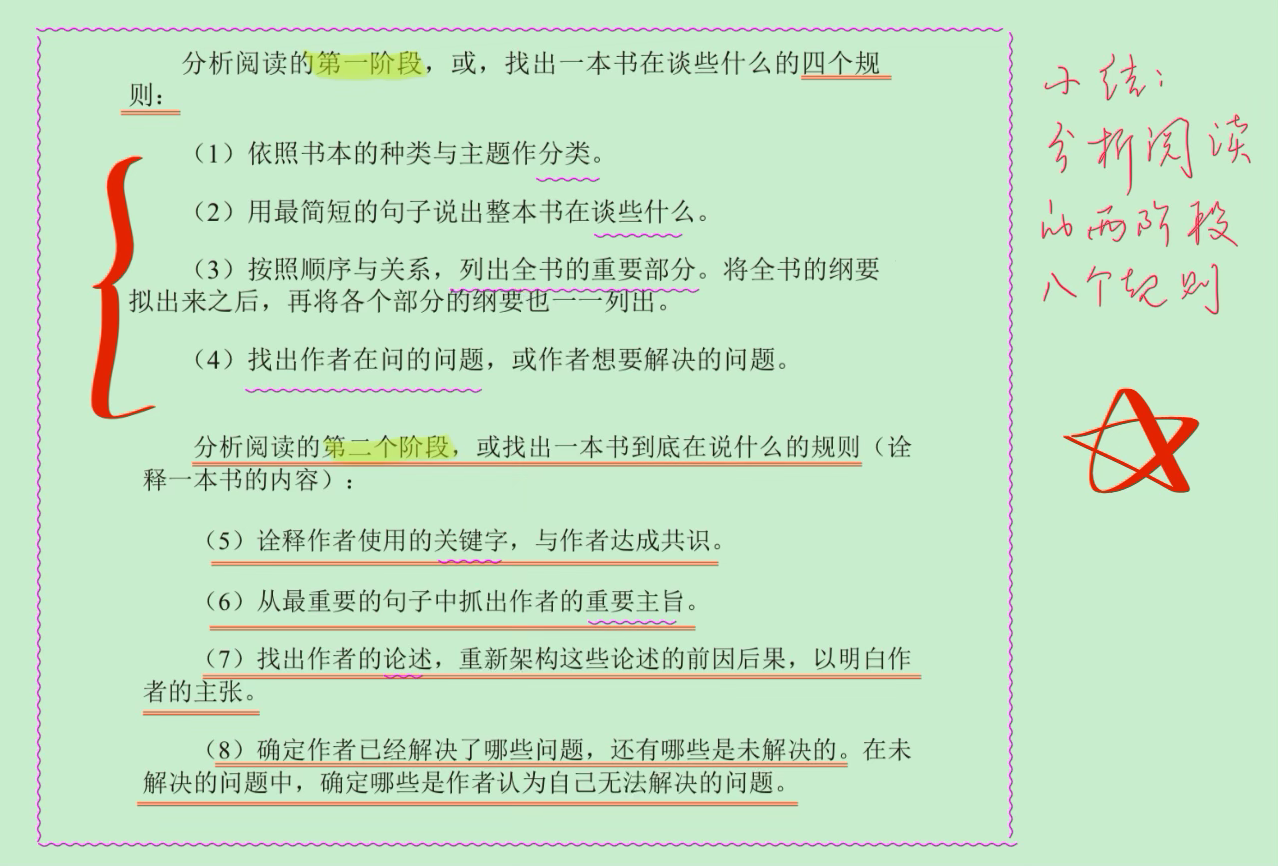 分析阅读的第一阶段，或，找出一本书在谈些什么的四个规
则：
（1）依照书本的种类与主题作分类。
（2）用最简短的句子说出整本书在谈些什么。
（3）按照顺序与关系，列出全书的重要部分。将全书的纲要
拟出来之后，再将各个部分的纲要也一一列出。
（4）找出作者在问的问题，或作者想要解决的问题。
分析阅读的第二个阶段，或找出一本书到底在说什么的规则（诠
释一本书的内容）：
（5）诠释作者使用的关键字，与作者达成共识。
（6）从最重要的句子中抓出作者的重要主旨。
（7）找出作者的论述，重新架构这些论述的前因后果，以明白作
者的主张。
（8）确定作者已经解决了哪些问题，还有哪些是未解决的。在未
解决的问题中，确定哪些是作者认为自己无法解决的问题。
小结：
分析阅读
的两阶段
八个规则